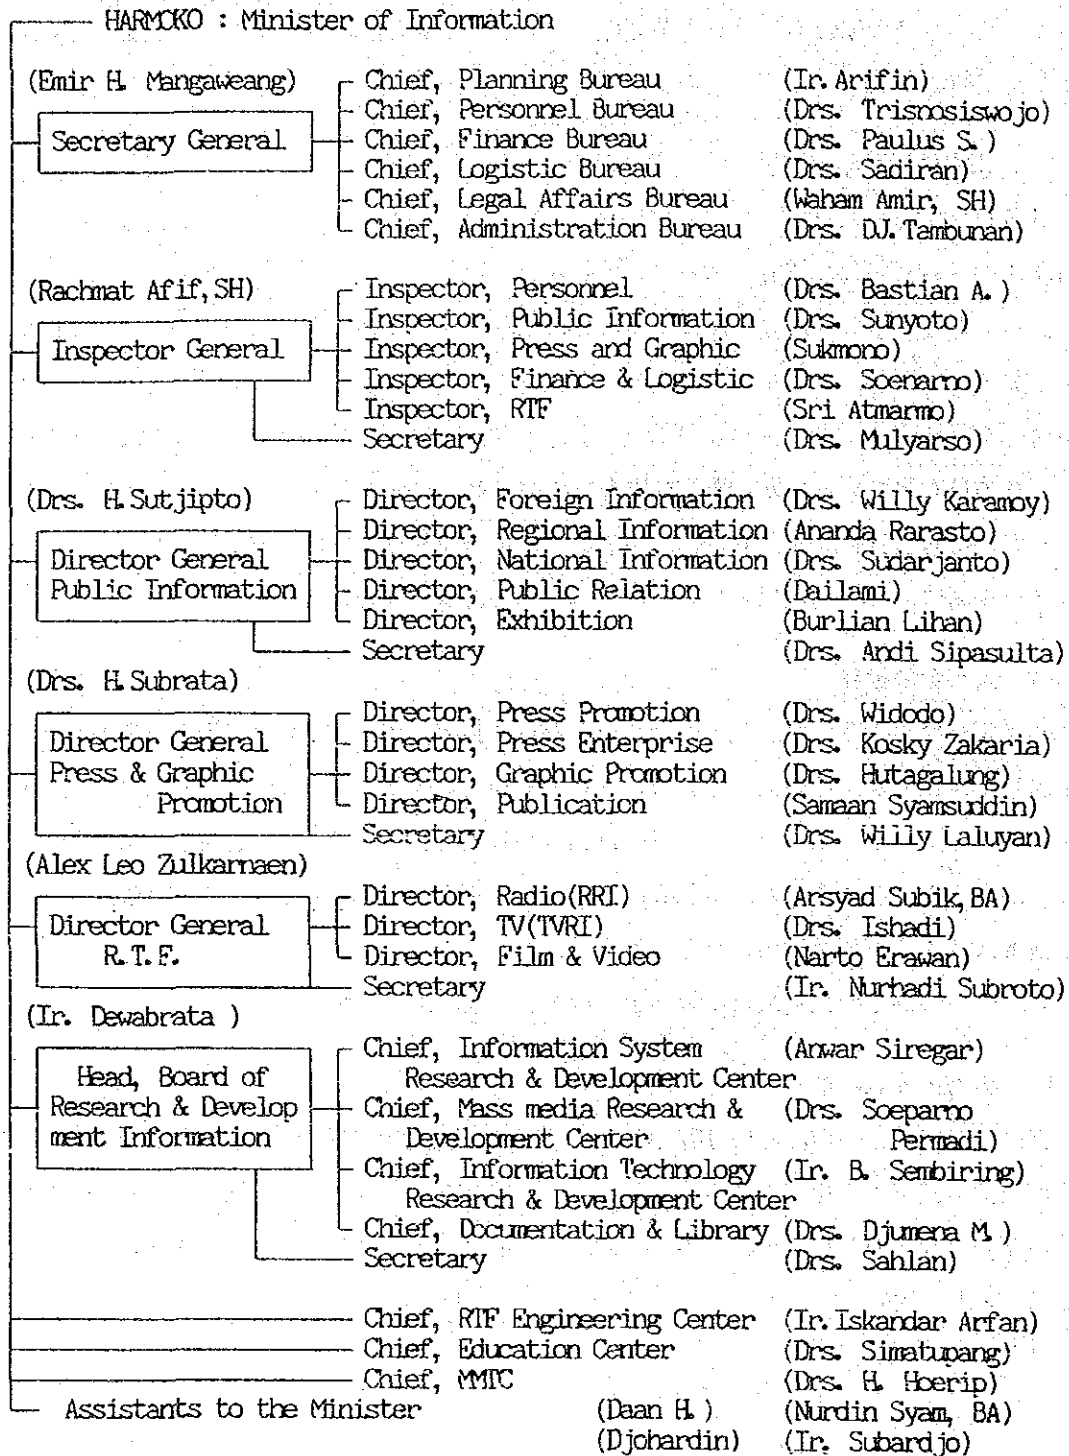 HARMOKO : Minister of Information
(Emir H. Mangaweang)
Secretary General
Chief, Planning Bureau (Ir. Arifin)
Chief, Personnel Bureau (Drs. Trisnosiswojo)
Chief, Finance Bureau (Drs. Paulus S. )
Chief, Logistic Bureau (Drs. Sadiran)
Chief, Legal Affairs Bureau (Waham Amir, SH)
Chief, Administration Bureau (Drs. DJ. Tambunan)
(Rachmat Afif, SH)
Inspector General
Inspector, Personnel (Drs. Bastian A. )
Inspector, Public Information (Drs. Sunyoto)
Inspector, Press and Graphic (Sukmono)
Inspector, Finance & Logistic (Drs. Soenarno)
Inspector, RTF (Sri Atmarmo)
Secretary (Drs. Mulyarso)
(Drs. H. Sutjipto)
Director General
Public Information
Director, Foreign Information (Drs. Willy Karamoy)
Director, Regional Information (Ananda Rarasto)
Director, National Information (Drs. Sudarjanto)
Director, Public Relation (Dailami)
Director, Exhibition (Burlian Lihan)
Secretary (Drs. Andi Sipasulta)
(Drs. H. Subrata)
Director General
Press & Graphic
Promotion
Director, Press Promotion (Drs. Widodo)
Director, Press Enterprise (Drs. Kosky Zakaria)
Director, Graphic Promotion (Drs. Hutagalung)
Director, Publication (Samaan Syamsuddin)
Secretary (Drs. Willy Laluyan)
(Alex Leo Zulkarnaen)
Director General
R. T. F.
Director, Radio(RRI) (Arsyad Subik, BA)
Director, TV(TVRI) (Drs. Ishadi)
Director, Film & Video (Narto Erawan)
Secretary (Ir. Nurhadi Subroto)
(Ir. Dewabrata )
Head, Board of
Research & Develop
ment Information
Chief, Information System (Anwar Siregar)
Research & Development Center
Chief, Mass media Research & (Drs. Soeparno
Development Center Permadi)
Chief, Information Technology (Ir. B. Sembiring)
Research & Development Center
Chief, Documentation & Library (Drs. Djumena M. )
Secretary (Drs. Sahlan)
Chief, RTF Engineering Center (Ir. Iskandar Arfan)
Chief, Education Center (Drs. Simatupang)
Chief, MMTC (Drs. H. Hoerip)
Assistants to the Minister (Daan H. ) (Nurdin Syam, BA)
(Djohardin) (Ir. Subardjo)